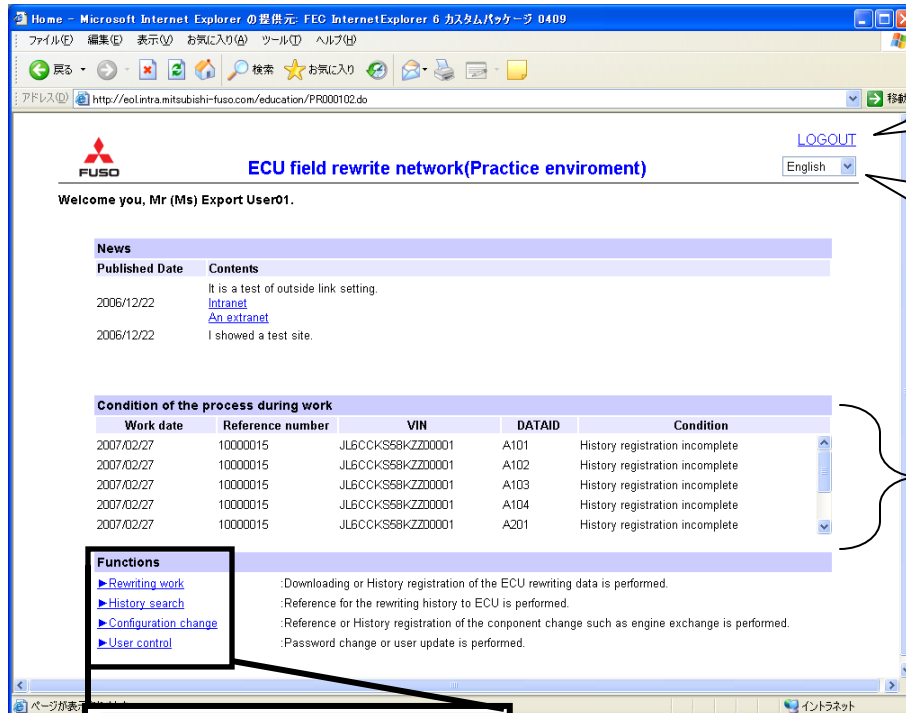 Home - Microsoft Internet Explorer の提供元: FEC InternetExplorer 6 カスタムパッケージ 0409
ファイル(F) 編集(E) 表示(V) お気に入り(A) ツール(T) ヘルプ(H)
戻る 検索 お気に入り
アドレス(D) http://eol.intra.mitsubishi-fuso.com/education/PR000102.do 移動
LOGOUT
FUSO ECU field rewrite network(Practice enviroment) English
Welcome you, Mr (Ms) Export User01.
News
Published Date Contents
It is a test of outside link setting.
2006/12/22 Intranet
An extranet
2006/12/22 I showed a test site.
Condition of the process during work
Work date Reference number VIN DATAID Condition
2007/02/27 10000015 JL6CCKS58KZZ00001 A101 History registration incomplete
2007/02/27 10000015 JL6CCKS58KZZ00001 A102 History registration incomplete
2007/02/27 10000015 JL6CCKS58KZZ00001 A103 History registration incomplete
2007/02/27 10000015 JL6CCKS58KZZ00001 A104 History registration incomplete
2007/02/27 10000015 JL6CCKS58KZZ00001 A201 History registration incomplete
Functions
►Rewriting work :Downloading or History registration of the ECU rewriting data is performed.
►History search :Reference for the rewriting history to ECU is performed.
►Configuration change :Reference or History registration of the conponent change such as engine exchange is performed.
►User control :Password change or user update is performed.
ページが表示 イントラネット